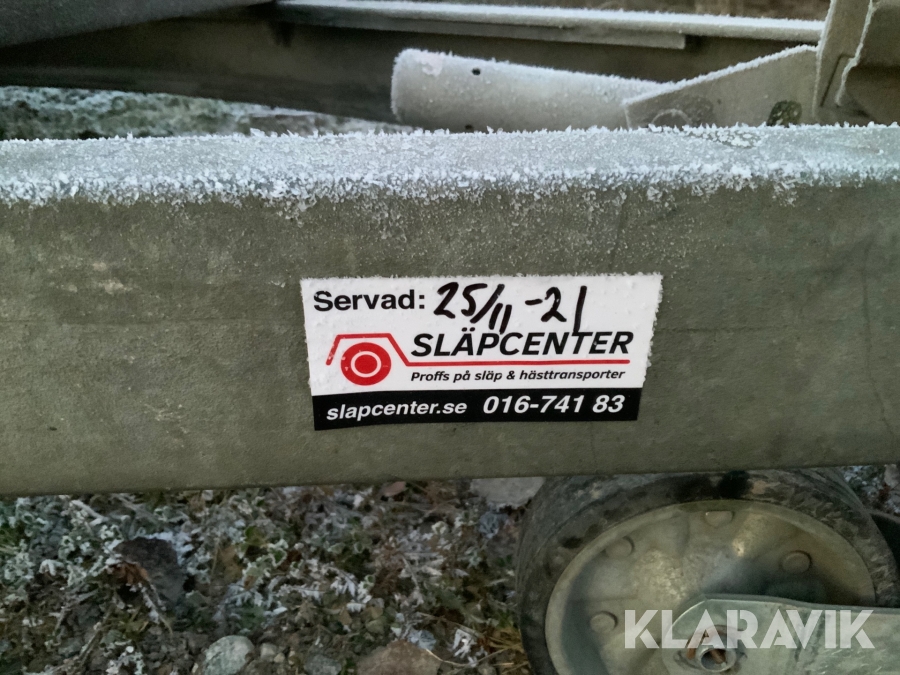 Servad: 25/11-21
SLÄPCENTER
Proffs på släp & hästtransporter
slapcenter.se 016-741 83
KLARAVIK